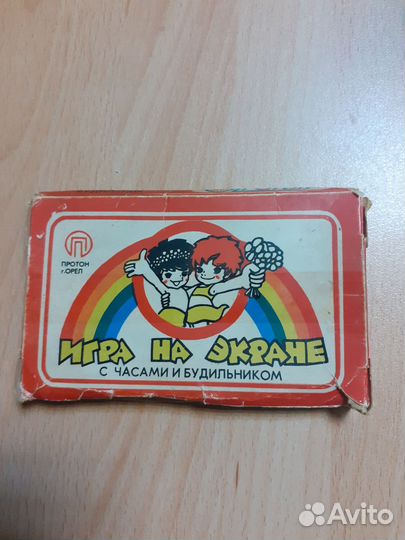 ПРОТОН
г. ОРЕЛ
ИГРА НА ЭКРАНЕ
С ЧАСАМИ И БУДИЛЬНИКОМ
Avito